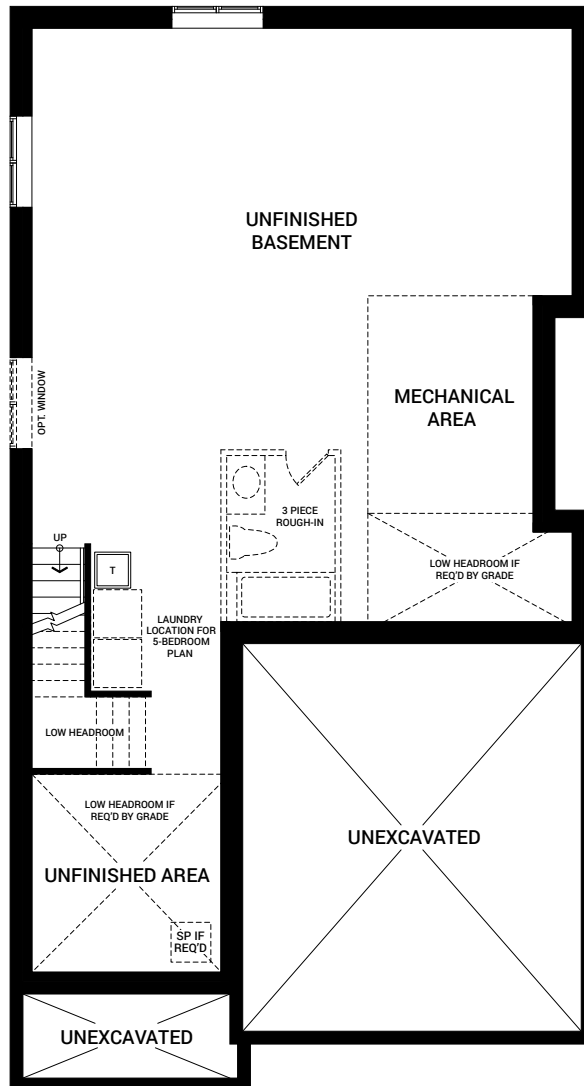 UNFINISHED
BASEMENT
OPT. WINDOW
MECHANICAL
AREA
3 PIECE
ROUGH-IN
UP
T
LOW HEADROOM IF
REQ'D BY GRADE
LAUNDRY
LOCATION FOR
5-BEDROOM
PLAN
LOW HEADROOM
LOW HEADROOM IF
REQ'D BY GRADE
UNEXCAVATED
UNFINISHED AREA
SP IF
REQ'D
UNEXCAVATED